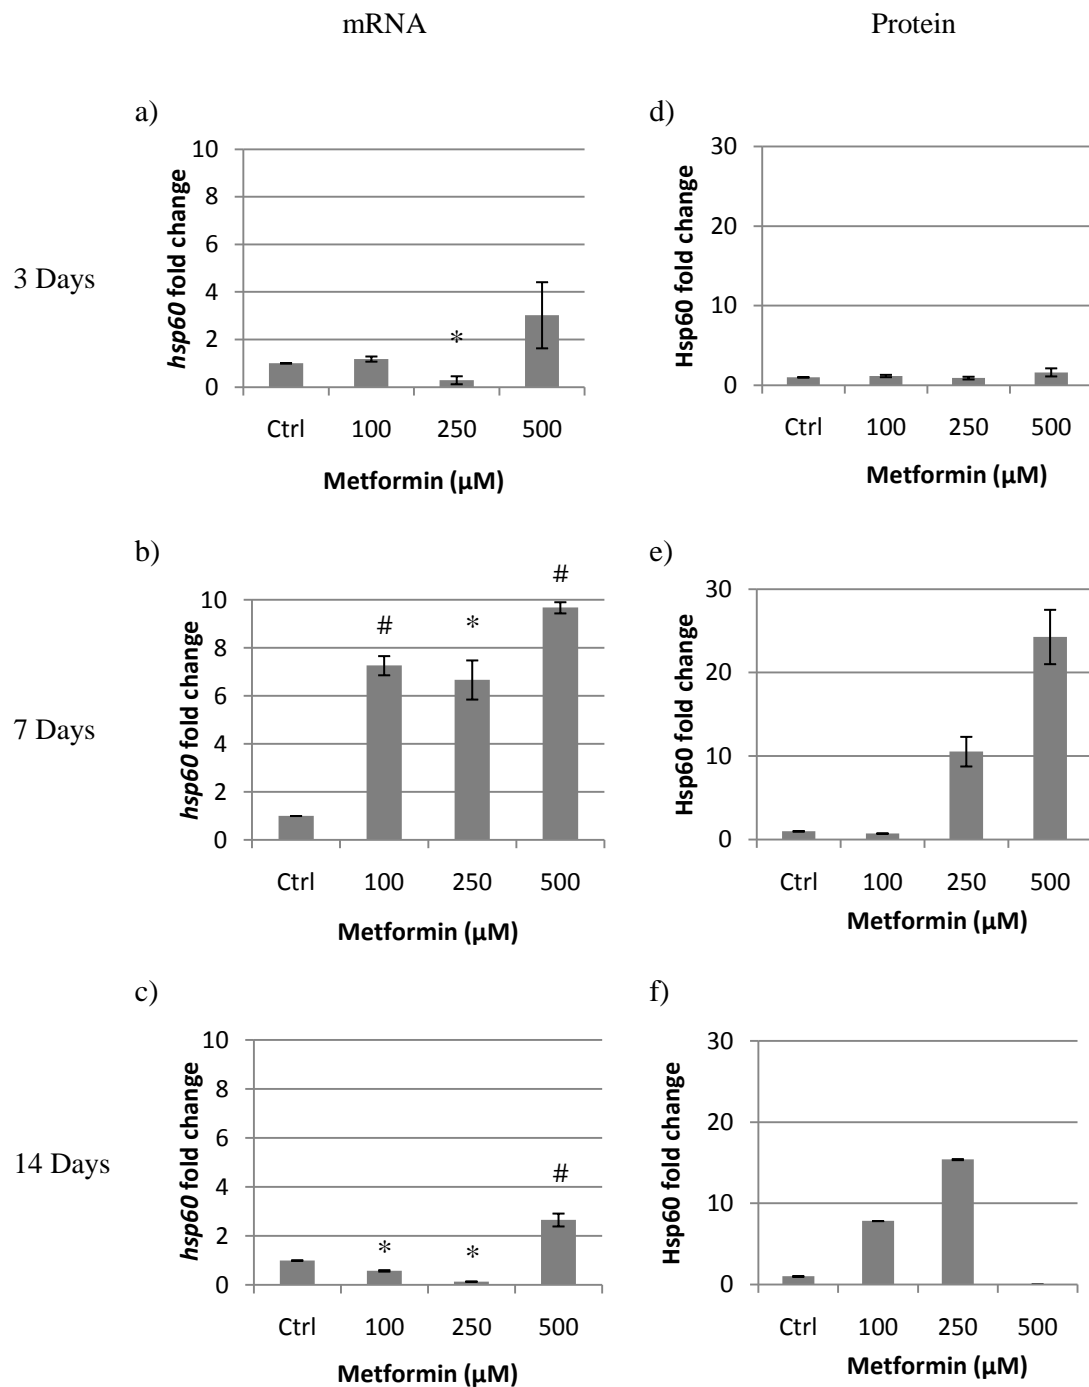 mRNA
Protein
3 Days
a)
hsp60 fold change
10
8
6
4
2
0
*
Ctrl 100 250 500
Metformin (µM)
d)
Hsp60 fold change
30
20
10
0
Ctrl 100 250 500
Metformin (µM)
7 Days
b)
hsp60 fold change
10
8
6
4
2
0
# * #
Ctrl 100 250 500
Metformin (µM)
e)
Hsp60 fold change
30
20
10
0
Ctrl 100 250 500
Metformin (µM)
14 Days
c)
hsp60 fold change
10
8
6
4
2
0
* * #
Ctrl 100 250 500
Metformin (µM)
f)
Hsp60 fold change
30
20
10
0
Ctrl 100 250 500
Metformin (µM)